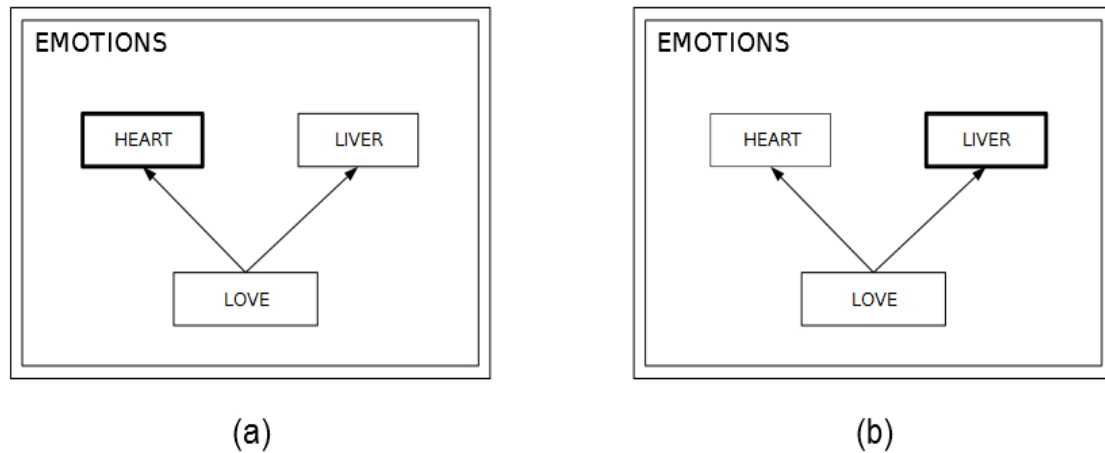 EMOTIONS
HEART
LIVER
LOVE
(a)
EMOTIONS
HEART
LIVER
LOVE
(b)